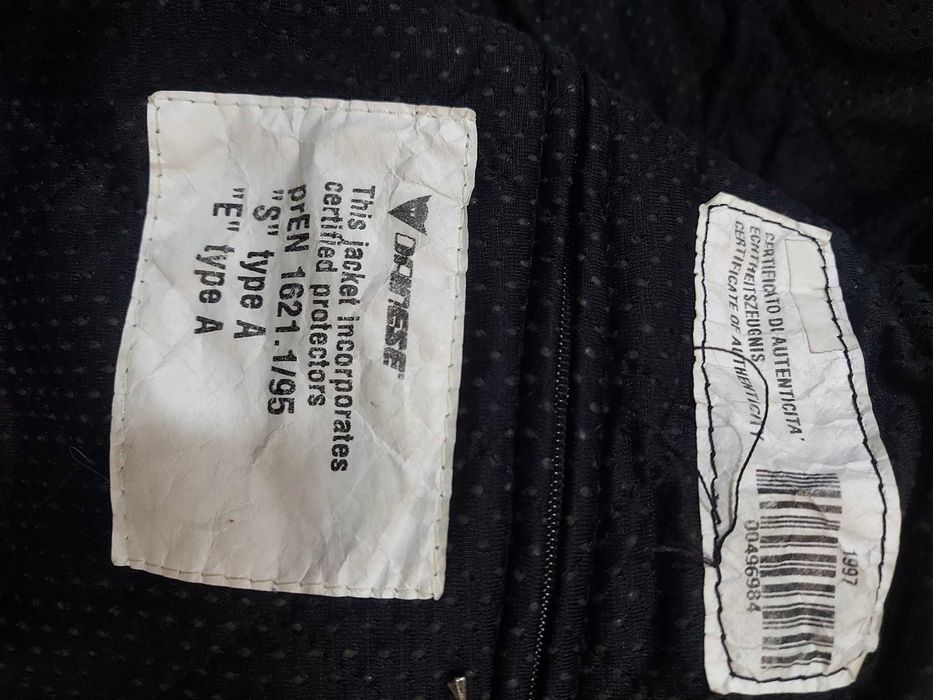 DAINESE
This jacket incorporates
certified protectors
prEN 1621.1/95
"S" type A
"E" type A
CERTIFICATO DI AUTENTICITA'
ECHTHEITSZEUGNIS
CERTIFICATE OF AUTHENTICITY
1997
00496984